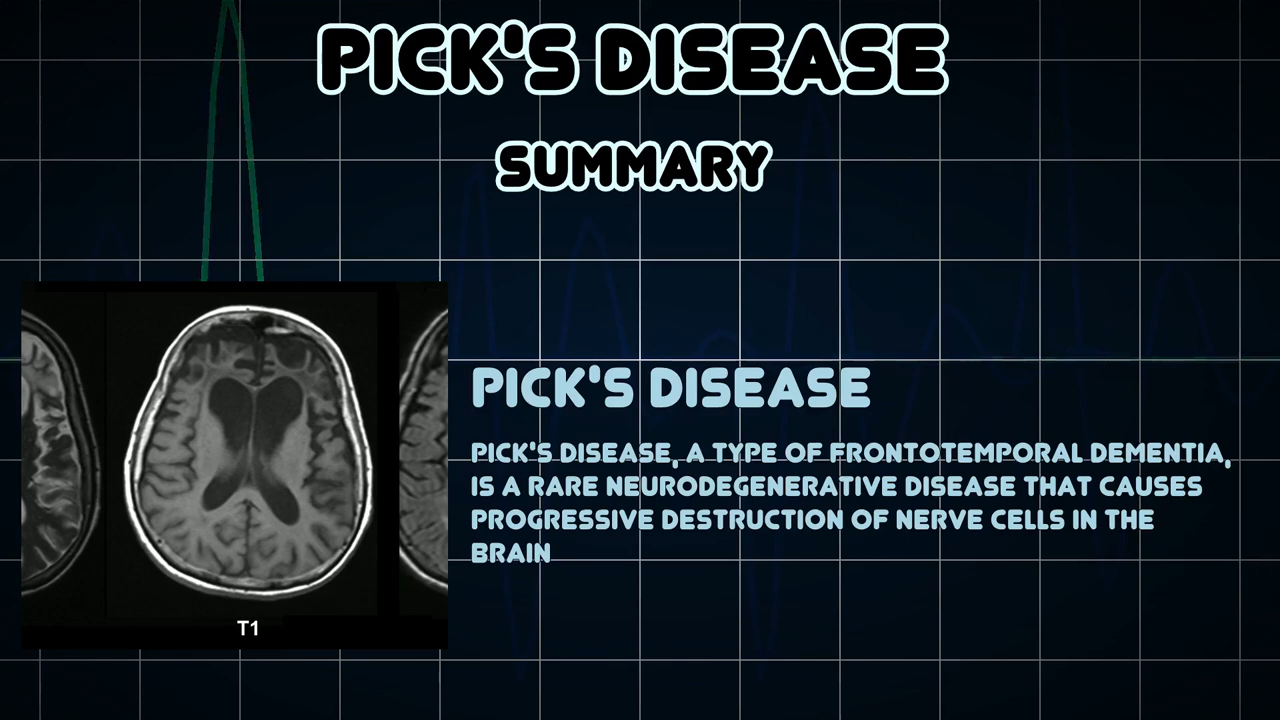 PICK'S DISEASE
SUMMARY
PICK'S DISEASE
PICK'S DISEASE, A TYPE OF FRONTOTEMPORAL DEMENTIA,
IS A RARE NEURODEGENERATIVE DISEASE THAT CAUSES
PROGRESSIVE DESTRUCTION OF NERVE CELLS IN THE
BRAIN
T1